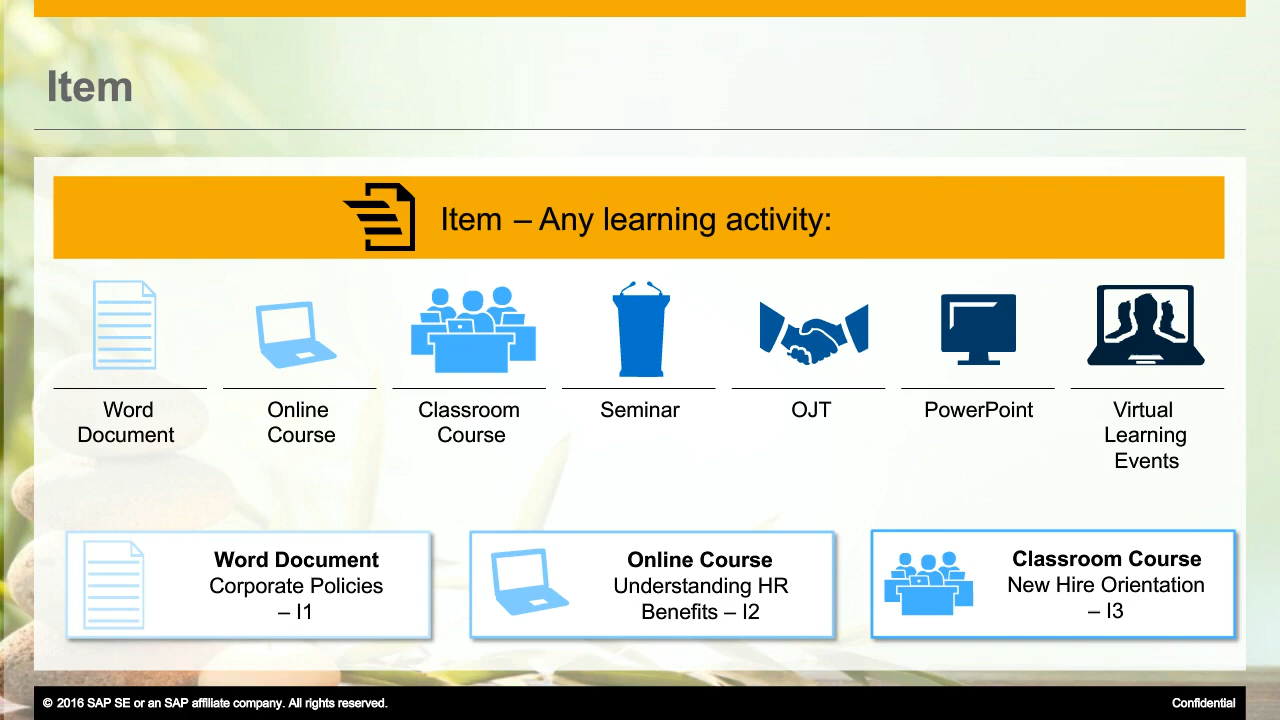 Item
Item – Any learning activity:
Word
Document
Online
Course
Classroom
Course
Seminar
OJT
PowerPoint
Virtual
Learning
Events
Word Document
Corporate Policies
– I1
Online Course
Understanding HR
Benefits – I2
Classroom Course
New Hire Orientation
– I3
© 2016 SAP SE or an SAP affiliate company. All rights reserved.
Confidential